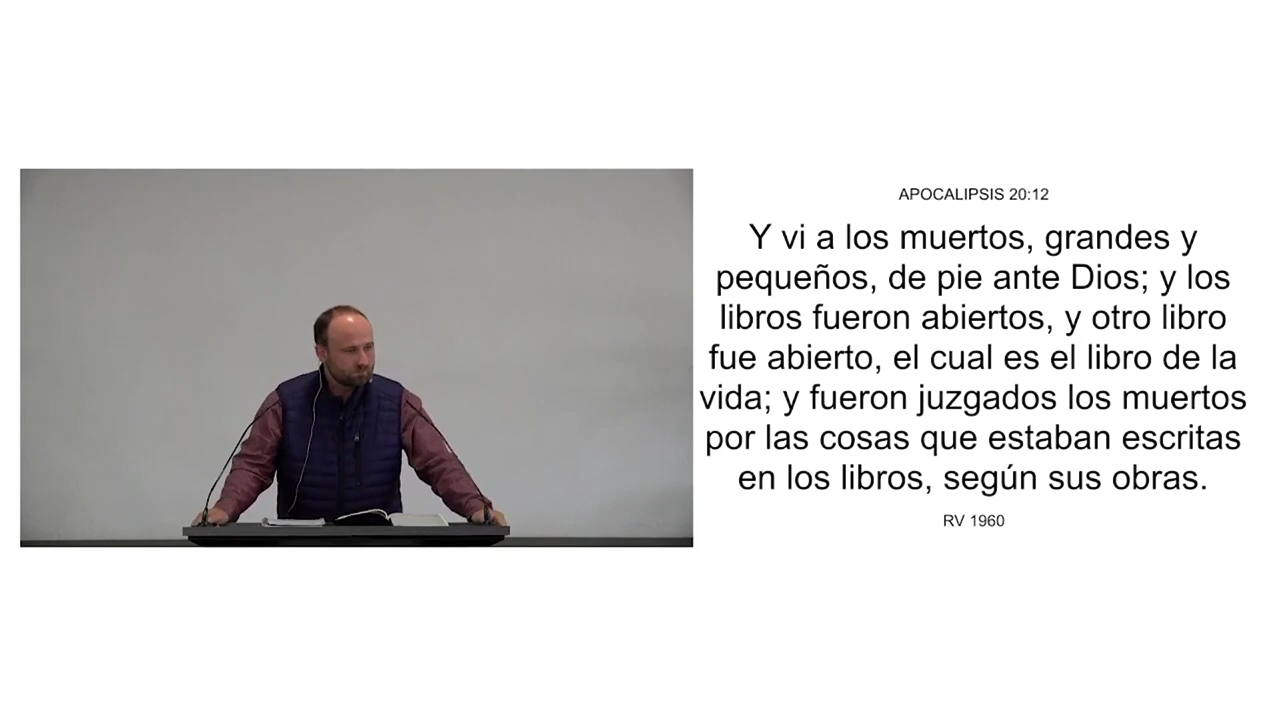 APOCALIPSIS 20:12
Y vi a los muertos, grandes y
pequeños, de pie ante Dios; y los
libros fueron abiertos, y otro libro
fue abierto, el cual es el libro de la
vida; y fueron juzgados los muertos
por las cosas que estaban escritas
en los libros, según sus obras.
RV 1960